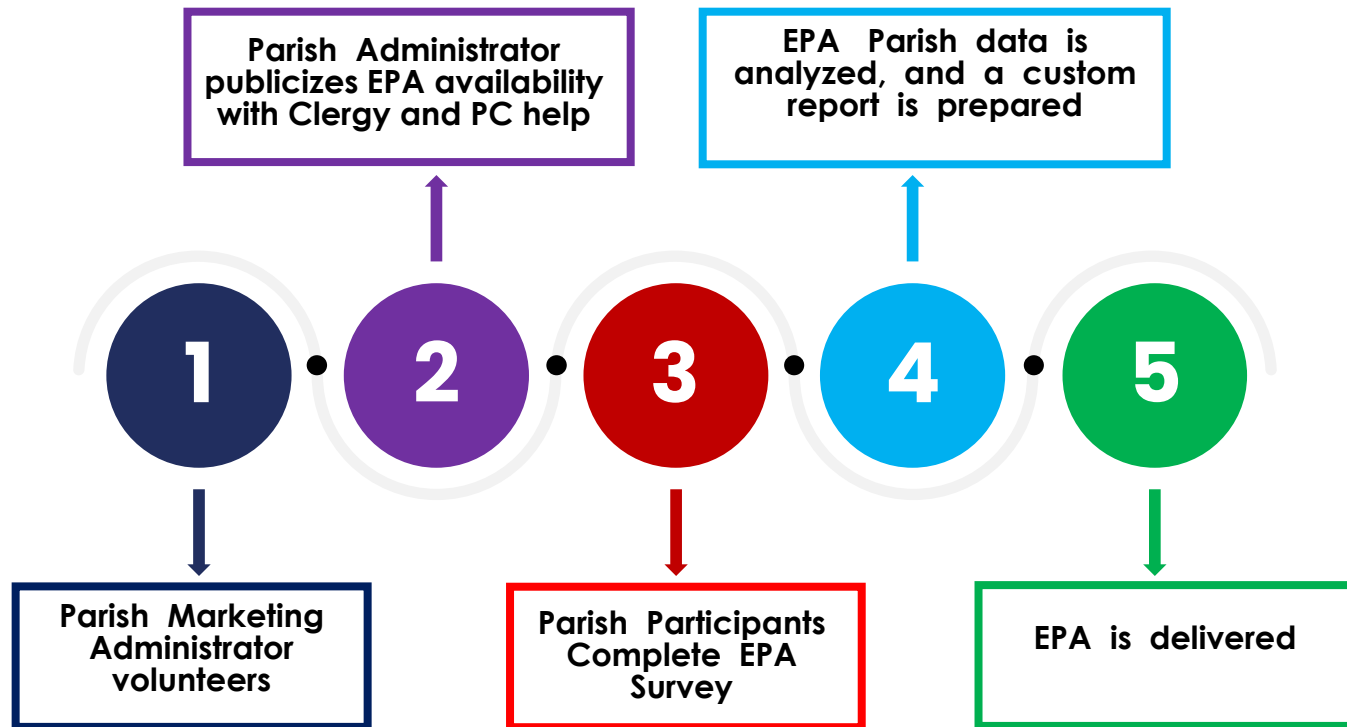 Parish Administrator
publicizes EPA availability
with Clergy and PC help
EPA Parish data is
analyzed, and a custom
report is prepared
1
2
3
4
5
Parish Marketing
Administrator
volunteers
Parish Participants
Complete EPA
Survey
EPA is delivered